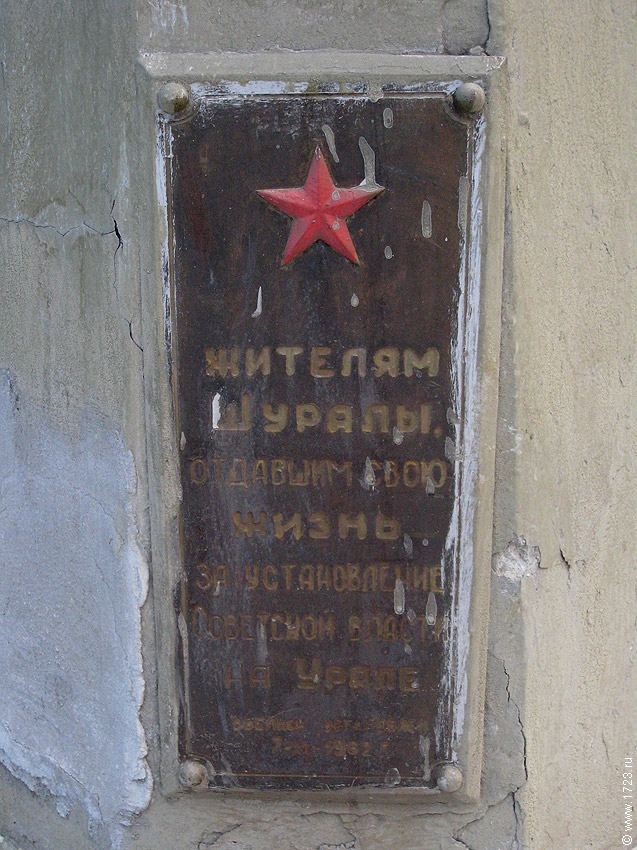 ЖИТЕЛЯМ
ШУРАЛЫ,
ОТДАВШИМ СВОЮ
ЖИЗНЬ
ЗА УСТАНОВЛЕНИЕ
СОВЕТСКОЙ ВЛАСТИ
НА УРАЛЕ
© www.1723.ru